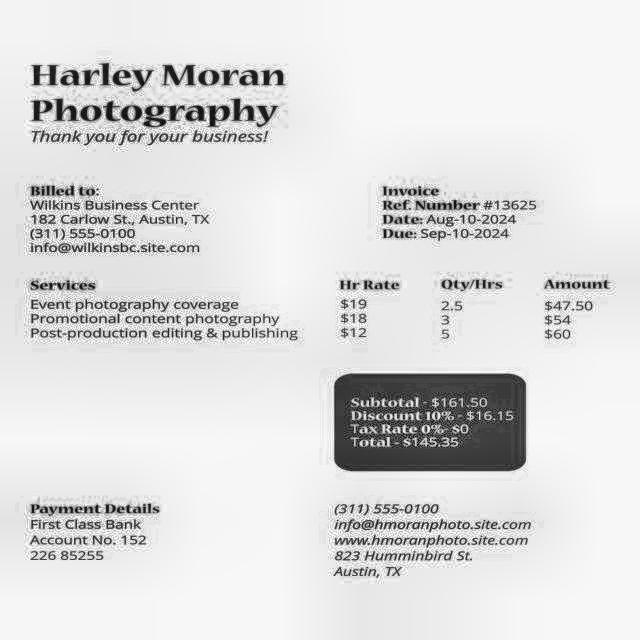 Harley Moran
Photography
Thank you for your business!
Billed to:
Wilkins Business Center
182 Carlow St., Austin, TX
(311) 555-0100
info@wilkinsbc.site.com
Invoice
Ref. Number #13625
Date: Aug-10-2024
Due: Sep-10-2024
Services Hr Rate Qty/Hrs Amount
Event photography coverage $19 2.5 $47.50
Promotional content photography $18 3 $54
Post-production editing & publishing $12 5 $60
Subtotal - $161.50
Discount 10% - $16.15
Tax Rate 0%- $0
Total - $145.35
Payment Details
First Class Bank
Account No. 152
226 85255
(311) 555-0100
info@hmoranphoto.site.com
www.hmoranphoto.site.com
823 Humminbird St.
Austin, TX